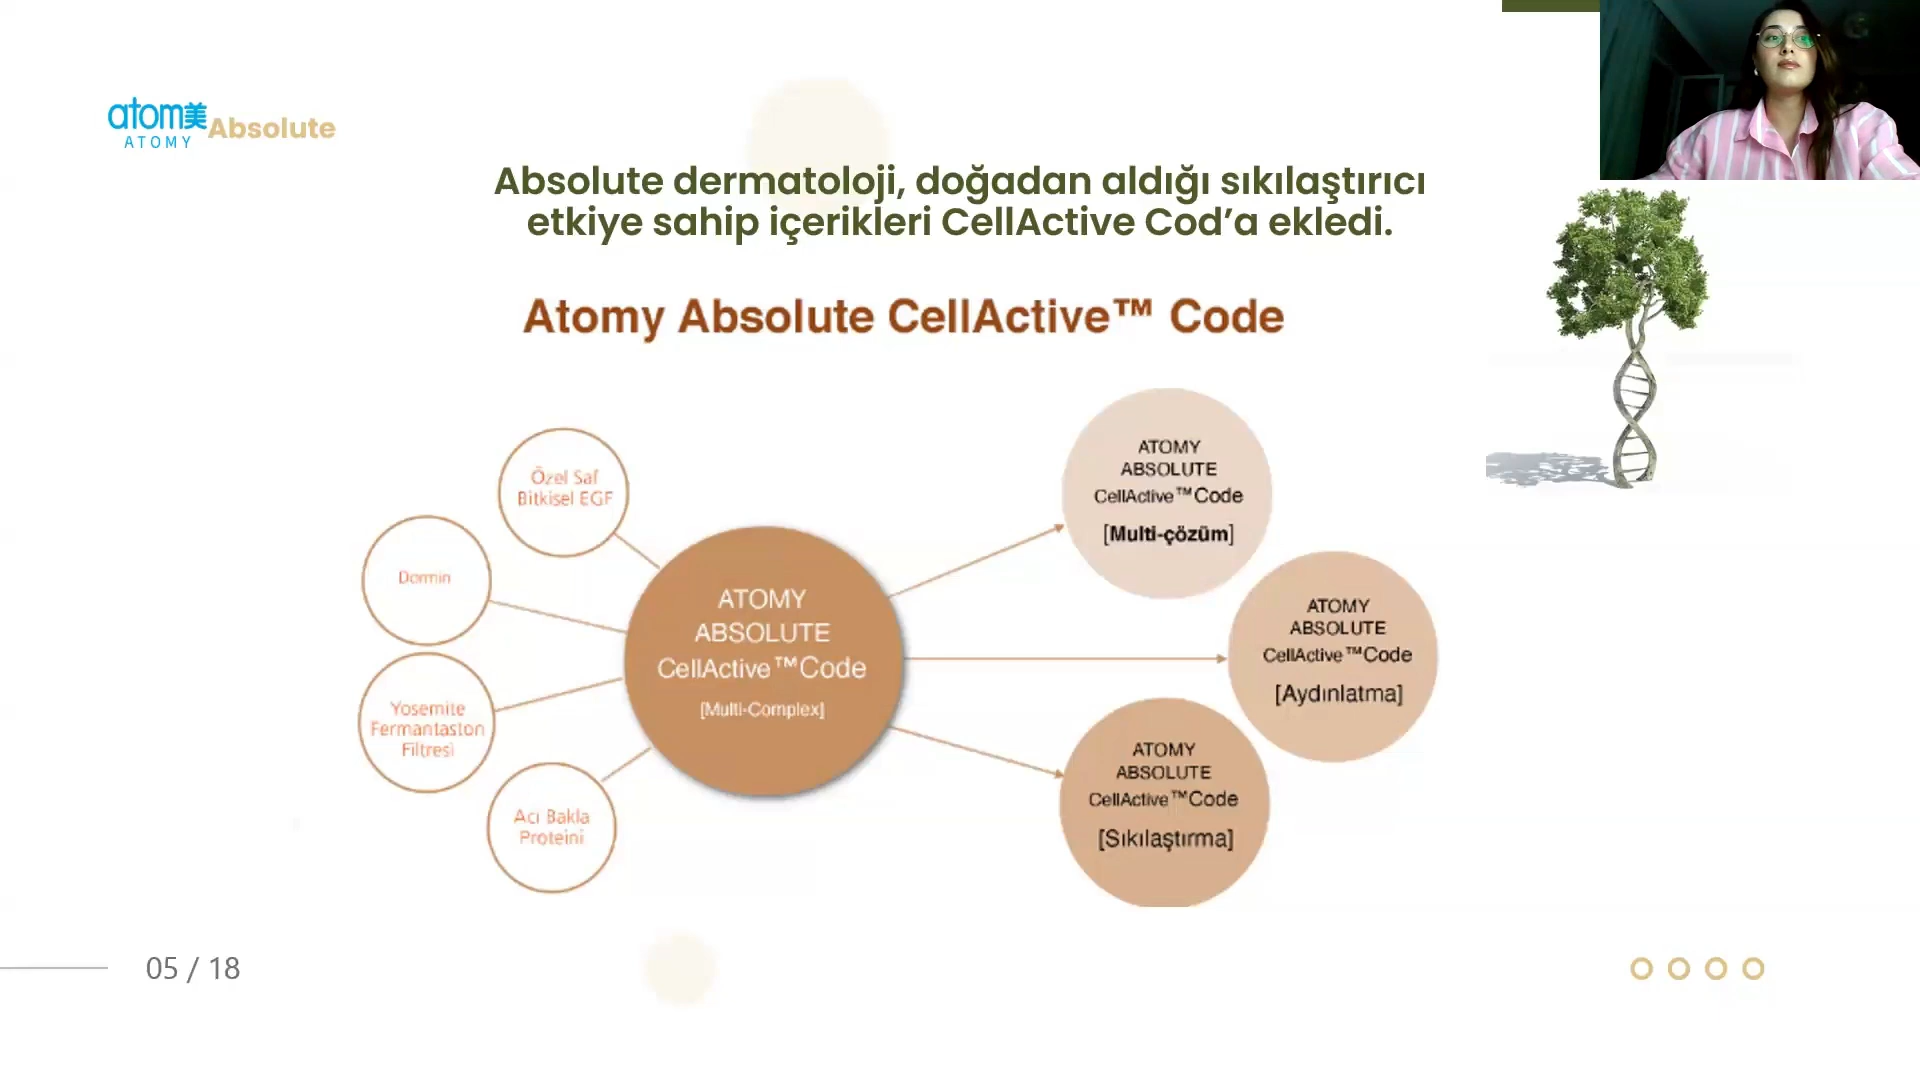 atom美
ATOMY
Absolute
Absolute dermatoloji, doğadan aldığı sıkılaştırıcı
etkiye sahip içerikleri CellActive Cod’a ekledi.
Atomy Absolute CellActive™ Code
Özel Saf
Bitkisel EGF
Dormin
Yosemite
Fermantaston
Filtresi
Acı Bakla
Proteini
ATOMY
ABSOLUTE
CellActive™Code
[Multi-Complex]
ATOMY
ABSOLUTE
CellActive™Code
[Multi-çözüm]
ATOMY
ABSOLUTE
CellActive™Code
[Aydınlatma]
ATOMY
ABSOLUTE
CellActive™Code
[Sıkılaştırma]
05 / 18